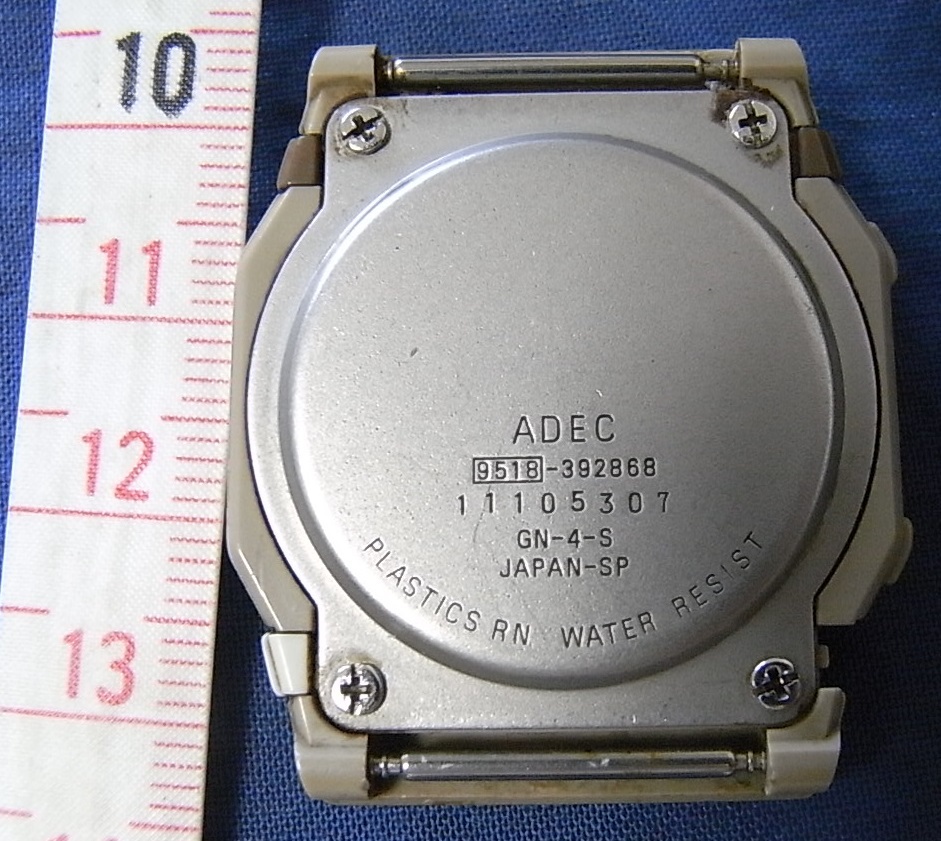 10
11
12
13
ADEC
9518-392868
11105307
GN-4-S
JAPAN-SP
PLASTICS RN WATER RESIST